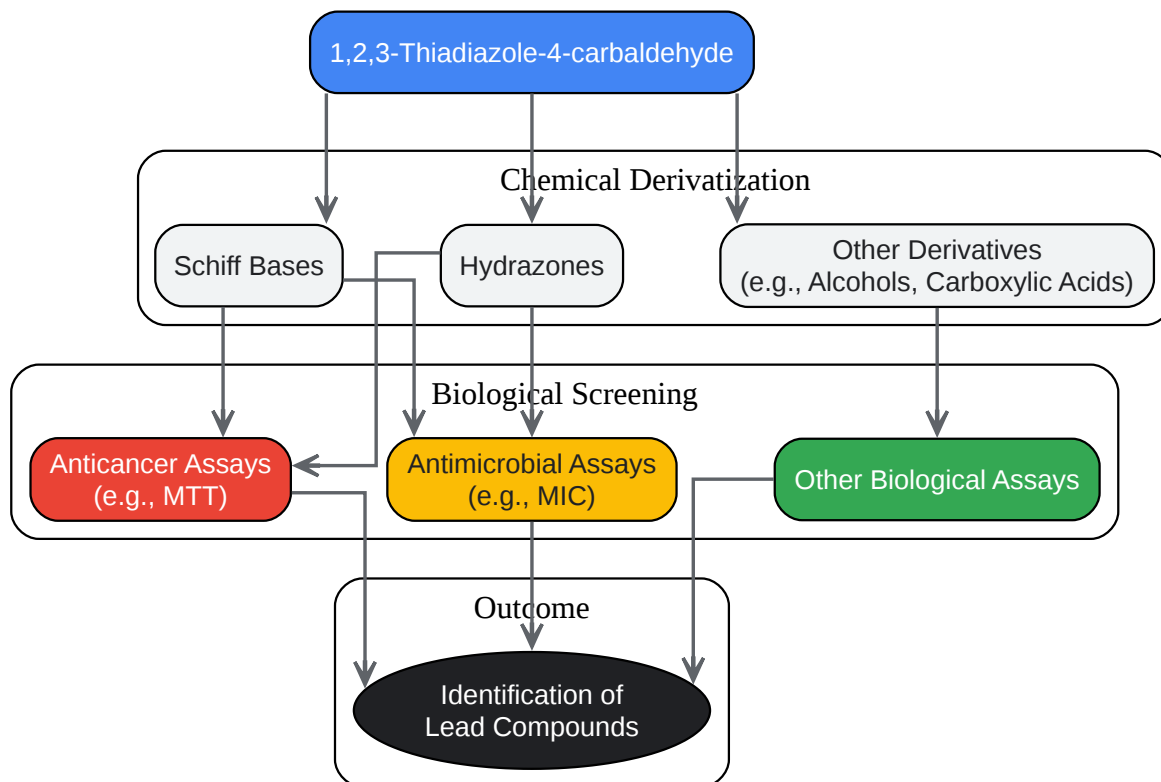 1,2,3-Thiadiazole-4-carbaldehyde
Chemical Derivatization
Schiff Bases
Hydrazones
Other Derivatives
(e.g., Alcohols, Carboxylic Acids)
Biological Screening
Anticancer Assays
(e.g., MTT)
Antimicrobial Assays
(e.g., MIC)
Other Biological Assays
Outcome
Identification of
Lead Compounds